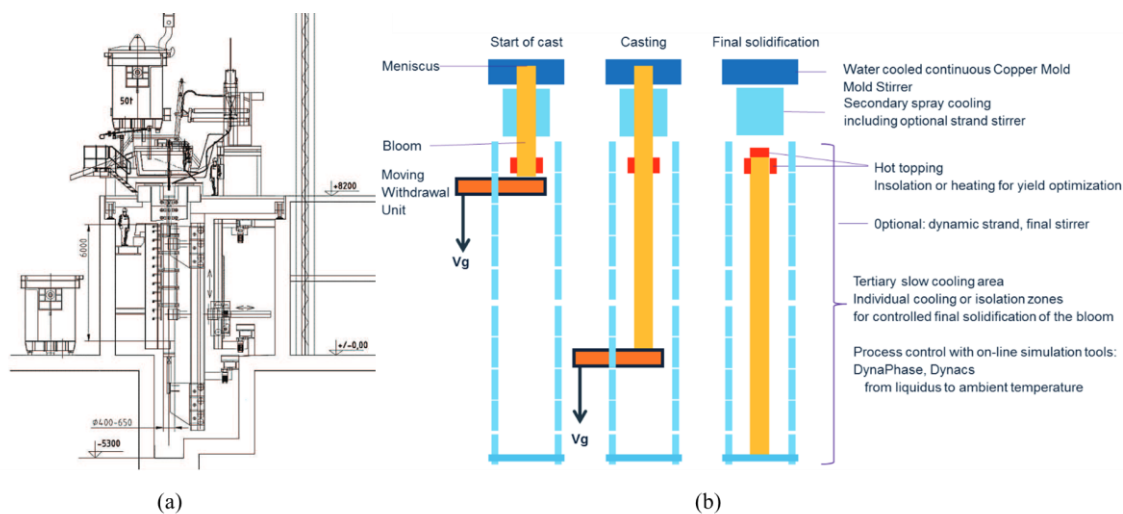 50t
+8200
6000
+/-0,00
Ø400-650
-5300
(a)
b)
Start of cast
Casting
Final solidification
Meniscus
Bloom
Moving
Withdrawal
Unit
Vg
Vg
Water cooled continuous Copper Mold
Mold Stirrer
Secondary spray cooling
including optional strand stirrer
Hot topping
Insolation or heating for yield optimization
0ptional: dynamic strand, final stirrer
Tertiary slow cooling area
Individual cooling or isolation zones
for controlled final solidification of the bloom
Process control with on-line simulation tools:
DynaPhase, Dynacs
from liquidus to ambient temperature
a)
(b)